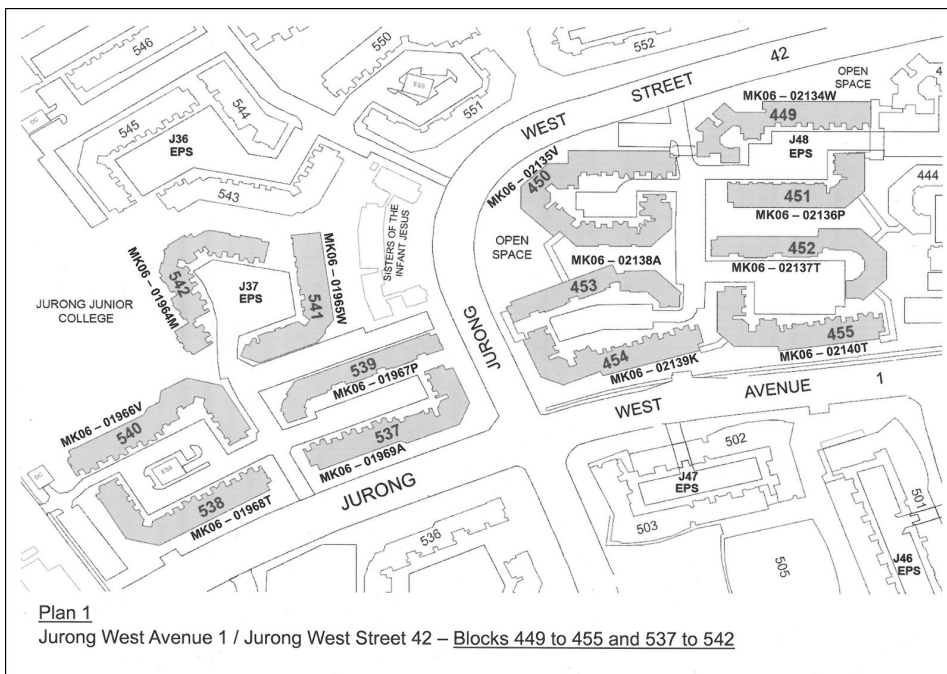 546
550
552
WEST STREET 42
OPEN
SPACE
DC
ESS
MK06 – 02134W
449
544
551
545
J36
EPS
J48
EPS
MK06 – 02135V
450
444
451
MK06 – 02136P
543
SISTERS OF THE
INFANT JESUS
OPEN
SPACE
452
MK06 – 02137T
MK06 – 02138A
MK06 – 01964M
542
J37
EPS
MK06 – 01965W
541
453
JURONG JUNIOR
COLLEGE
JURONG
539
MK06 – 01967P
454
MK06 – 02139K
455
MK06 – 02140T
WEST AVENUE 1
MK06 – 01966V
540
537
MK06 – 01969A
502
DC
ESS
J47
EPS
JURONG
538
MK06 – 01968T
503
501
536
J46
EPS
505
Plan 1
Jurong West Avenue 1 / Jurong West Street 42 – Blocks 449 to 455 and 537 to 542